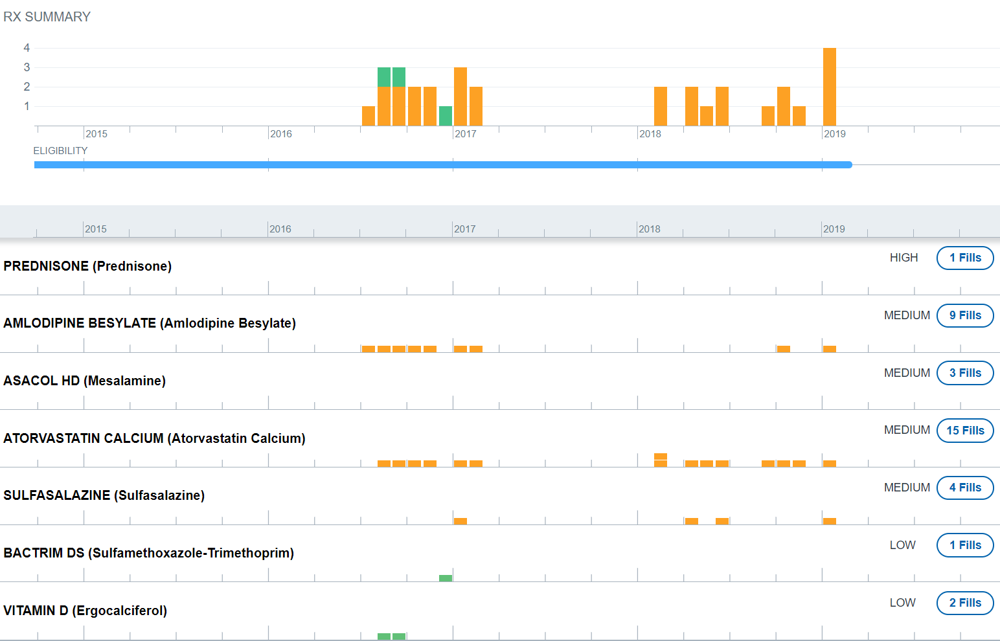 RX SUMMARY
4
3
2
1
2015 2016 2017 2018 2019
ELIGIBILITY
2015 2016 2017 2018 2019
PREDNISONE (Prednisone) HIGH 1 Fills
AMLODIPINE BESYLATE (Amlodipine Besylate) MEDIUM 9 Fills
ASACOL HD (Mesalamine) MEDIUM 3 Fills
ATORVASTATIN CALCIUM (Atorvastatin Calcium) MEDIUM 15 Fills
SULFASALAZINE (Sulfasalazine) MEDIUM 4 Fills
BACTRIM DS (Sulfamethoxazole-Trimethoprim) LOW 1 Fills
VITAMIN D (Ergocalciferol) LOW 2 Fills